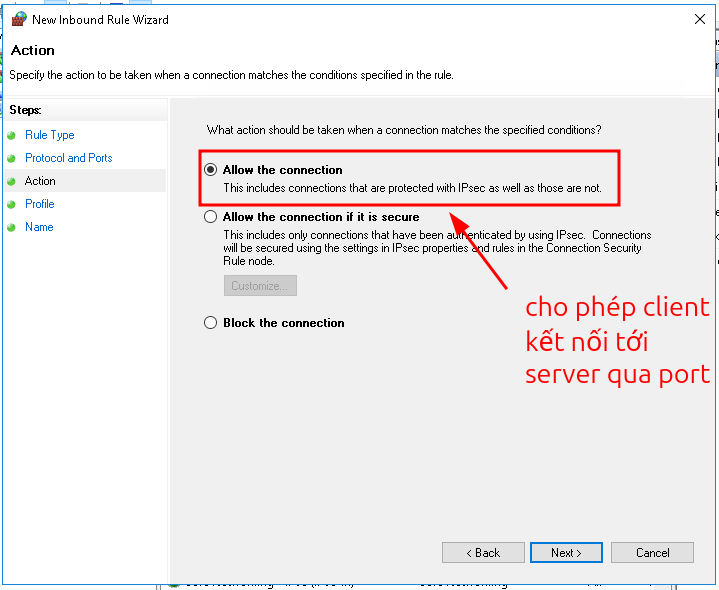 New Inbound Rule Wizard
Action
Specify the action to be taken when a connection matches the conditions specified in the rule.
Steps:
Rule Type
Protocol and Ports
Action
Profile
Name
What action should be taken when a connection matches the specified conditions?
Allow the connection
This includes connections that are protected with IPsec as well as those are not.
Allow the connection if it is secure
This includes only connections that have been authenticated by using IPsec. Connections
will be secured using the settings in IPsec properties and rules in the Connection Security
Rule node.
Customize...
Block the connection
cho phép client
kết nối tới
server qua port
< Back
Next >
Cancel